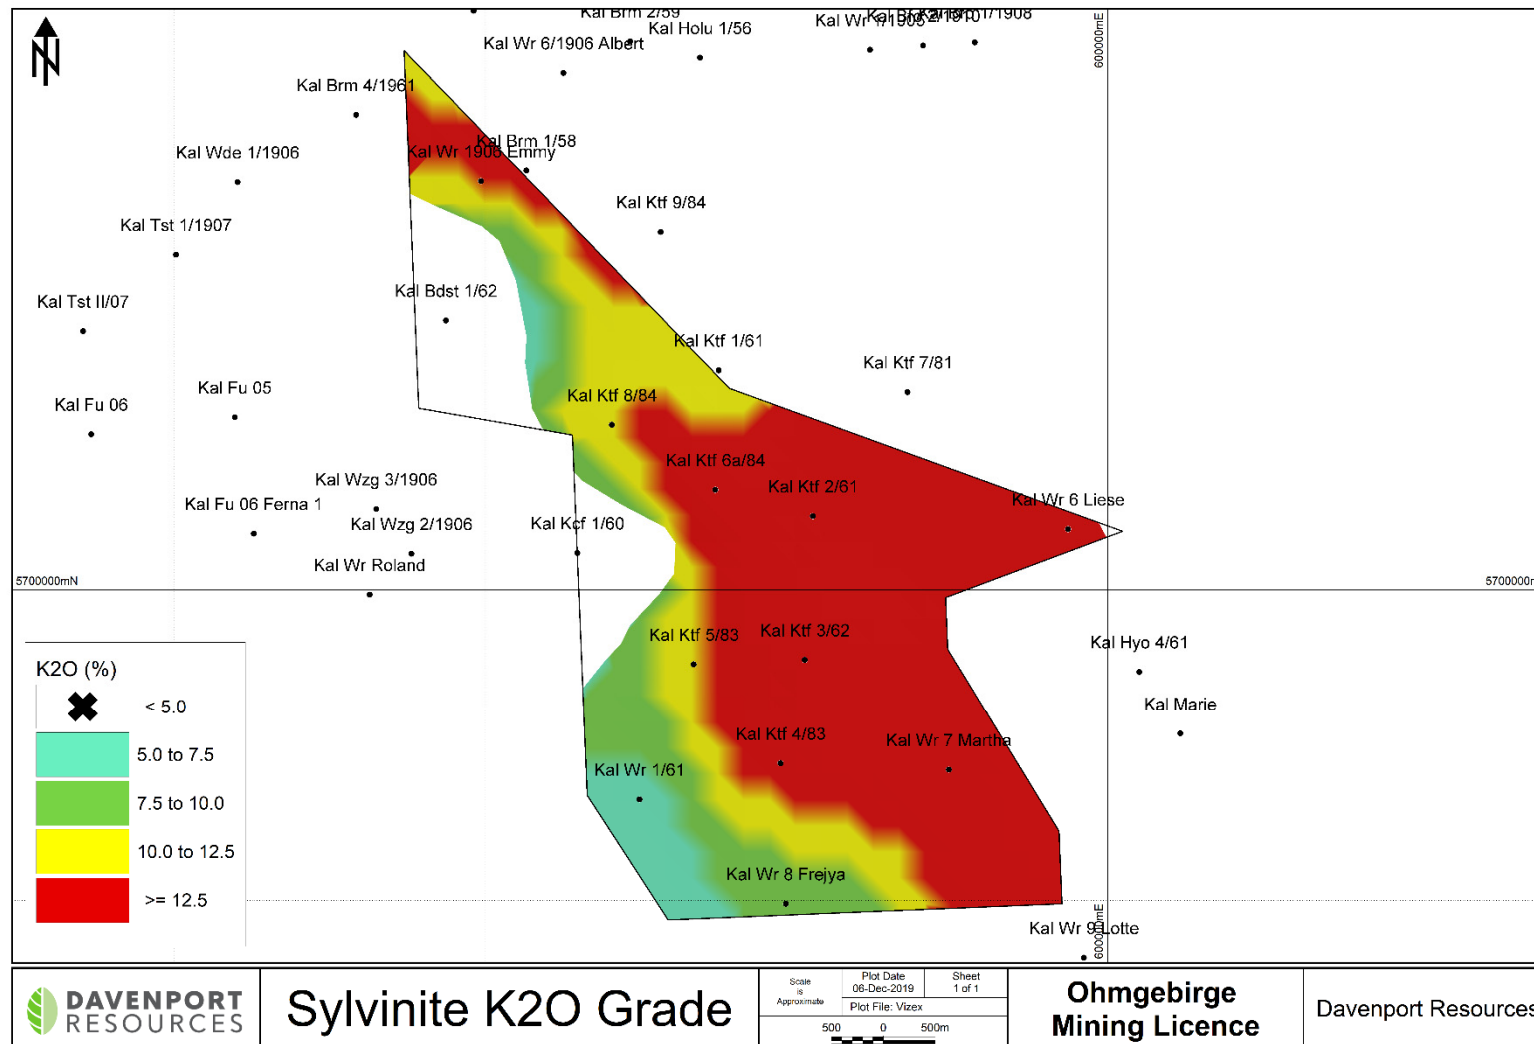 N
Kal Brm 2/59
Kal Holu 1/56
Kal Wr 1/1905
Kal Wr 6/1906 Albert
600000mE
Kal Brm 4/1961
Kal Brm 1/58
Kal Wr 1906 Emmy
Kal Wde 1/1906
Kal Ktf 9/84
Kal Tst 1/1907
Kal Bdst 1/62
Kal Tst II/07
Kal Ktf 1/61
Kal Ktf 7/81
Kal Fu 05
Kal Ktf 8/84
Kal Fu 06
Kal Ktf 6a/84
Kal Wzg 3/1906
Kal Ktf 2/61
Kal Fu 06 Ferna 1
Kal Wr 6 Liese
Kal Wzg 2/1906
Kal Kcf 1/60
Kal Wr Roland
5700000mN
5700000
Kal Ktf 5/83
Kal Ktf 3/62
Kal Hyo 4/61
Kal Marie
Kal Ktf 4/83
Kal Wr 7 Martha
Kal Wr 1/61
Kal Wr 8 Frejya
600000mE
Kal Wr 9 Lotte
K2O (%)
< 5.0
5.0 to 7.5
7.5 to 10.0
10.0 to 12.5
>= 12.5
DAVENPORT
RESOURCES
Sylvinite K2O Grade
Scale
is
Approximate
Plot Date
06-Dec-2019
Sheet
1 of 1
Plot File: Vizex
500 0 500m
Ohmgebirge
Mining Licence
Davenport Resources